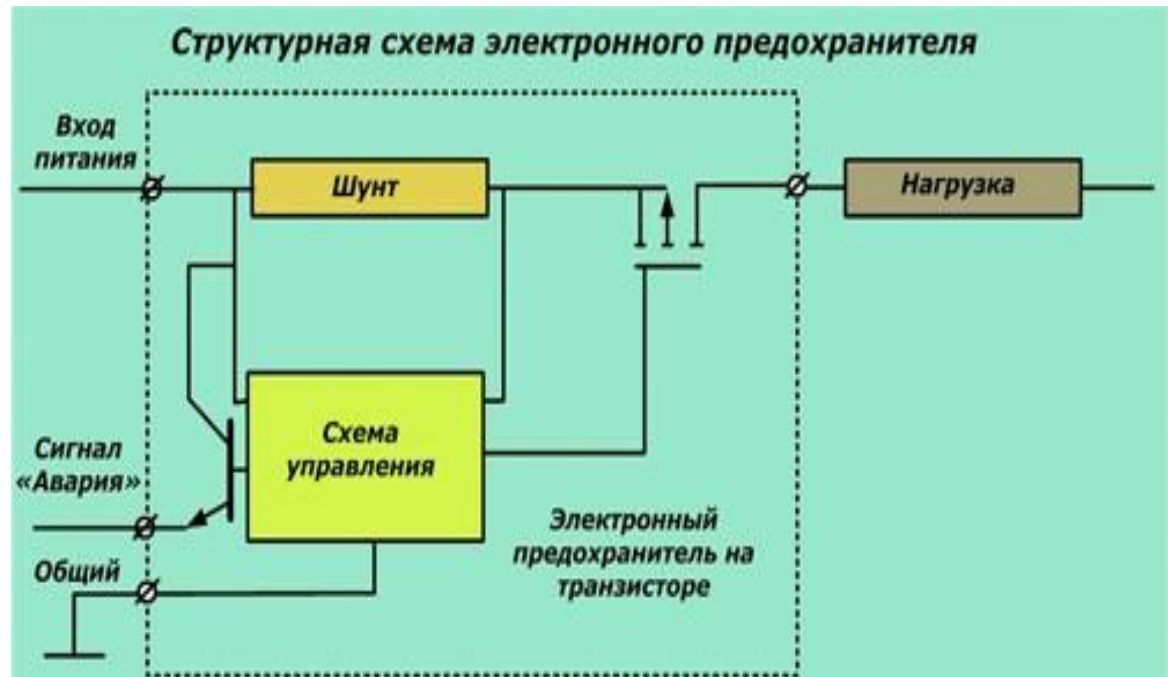 Структурная схема электронного предохранителя
Вход
питания
Шунт
Нагрузка
Схема
управления
Сигнал
«Авария»
Электронный
предохранитель на
транзисторе
Общий